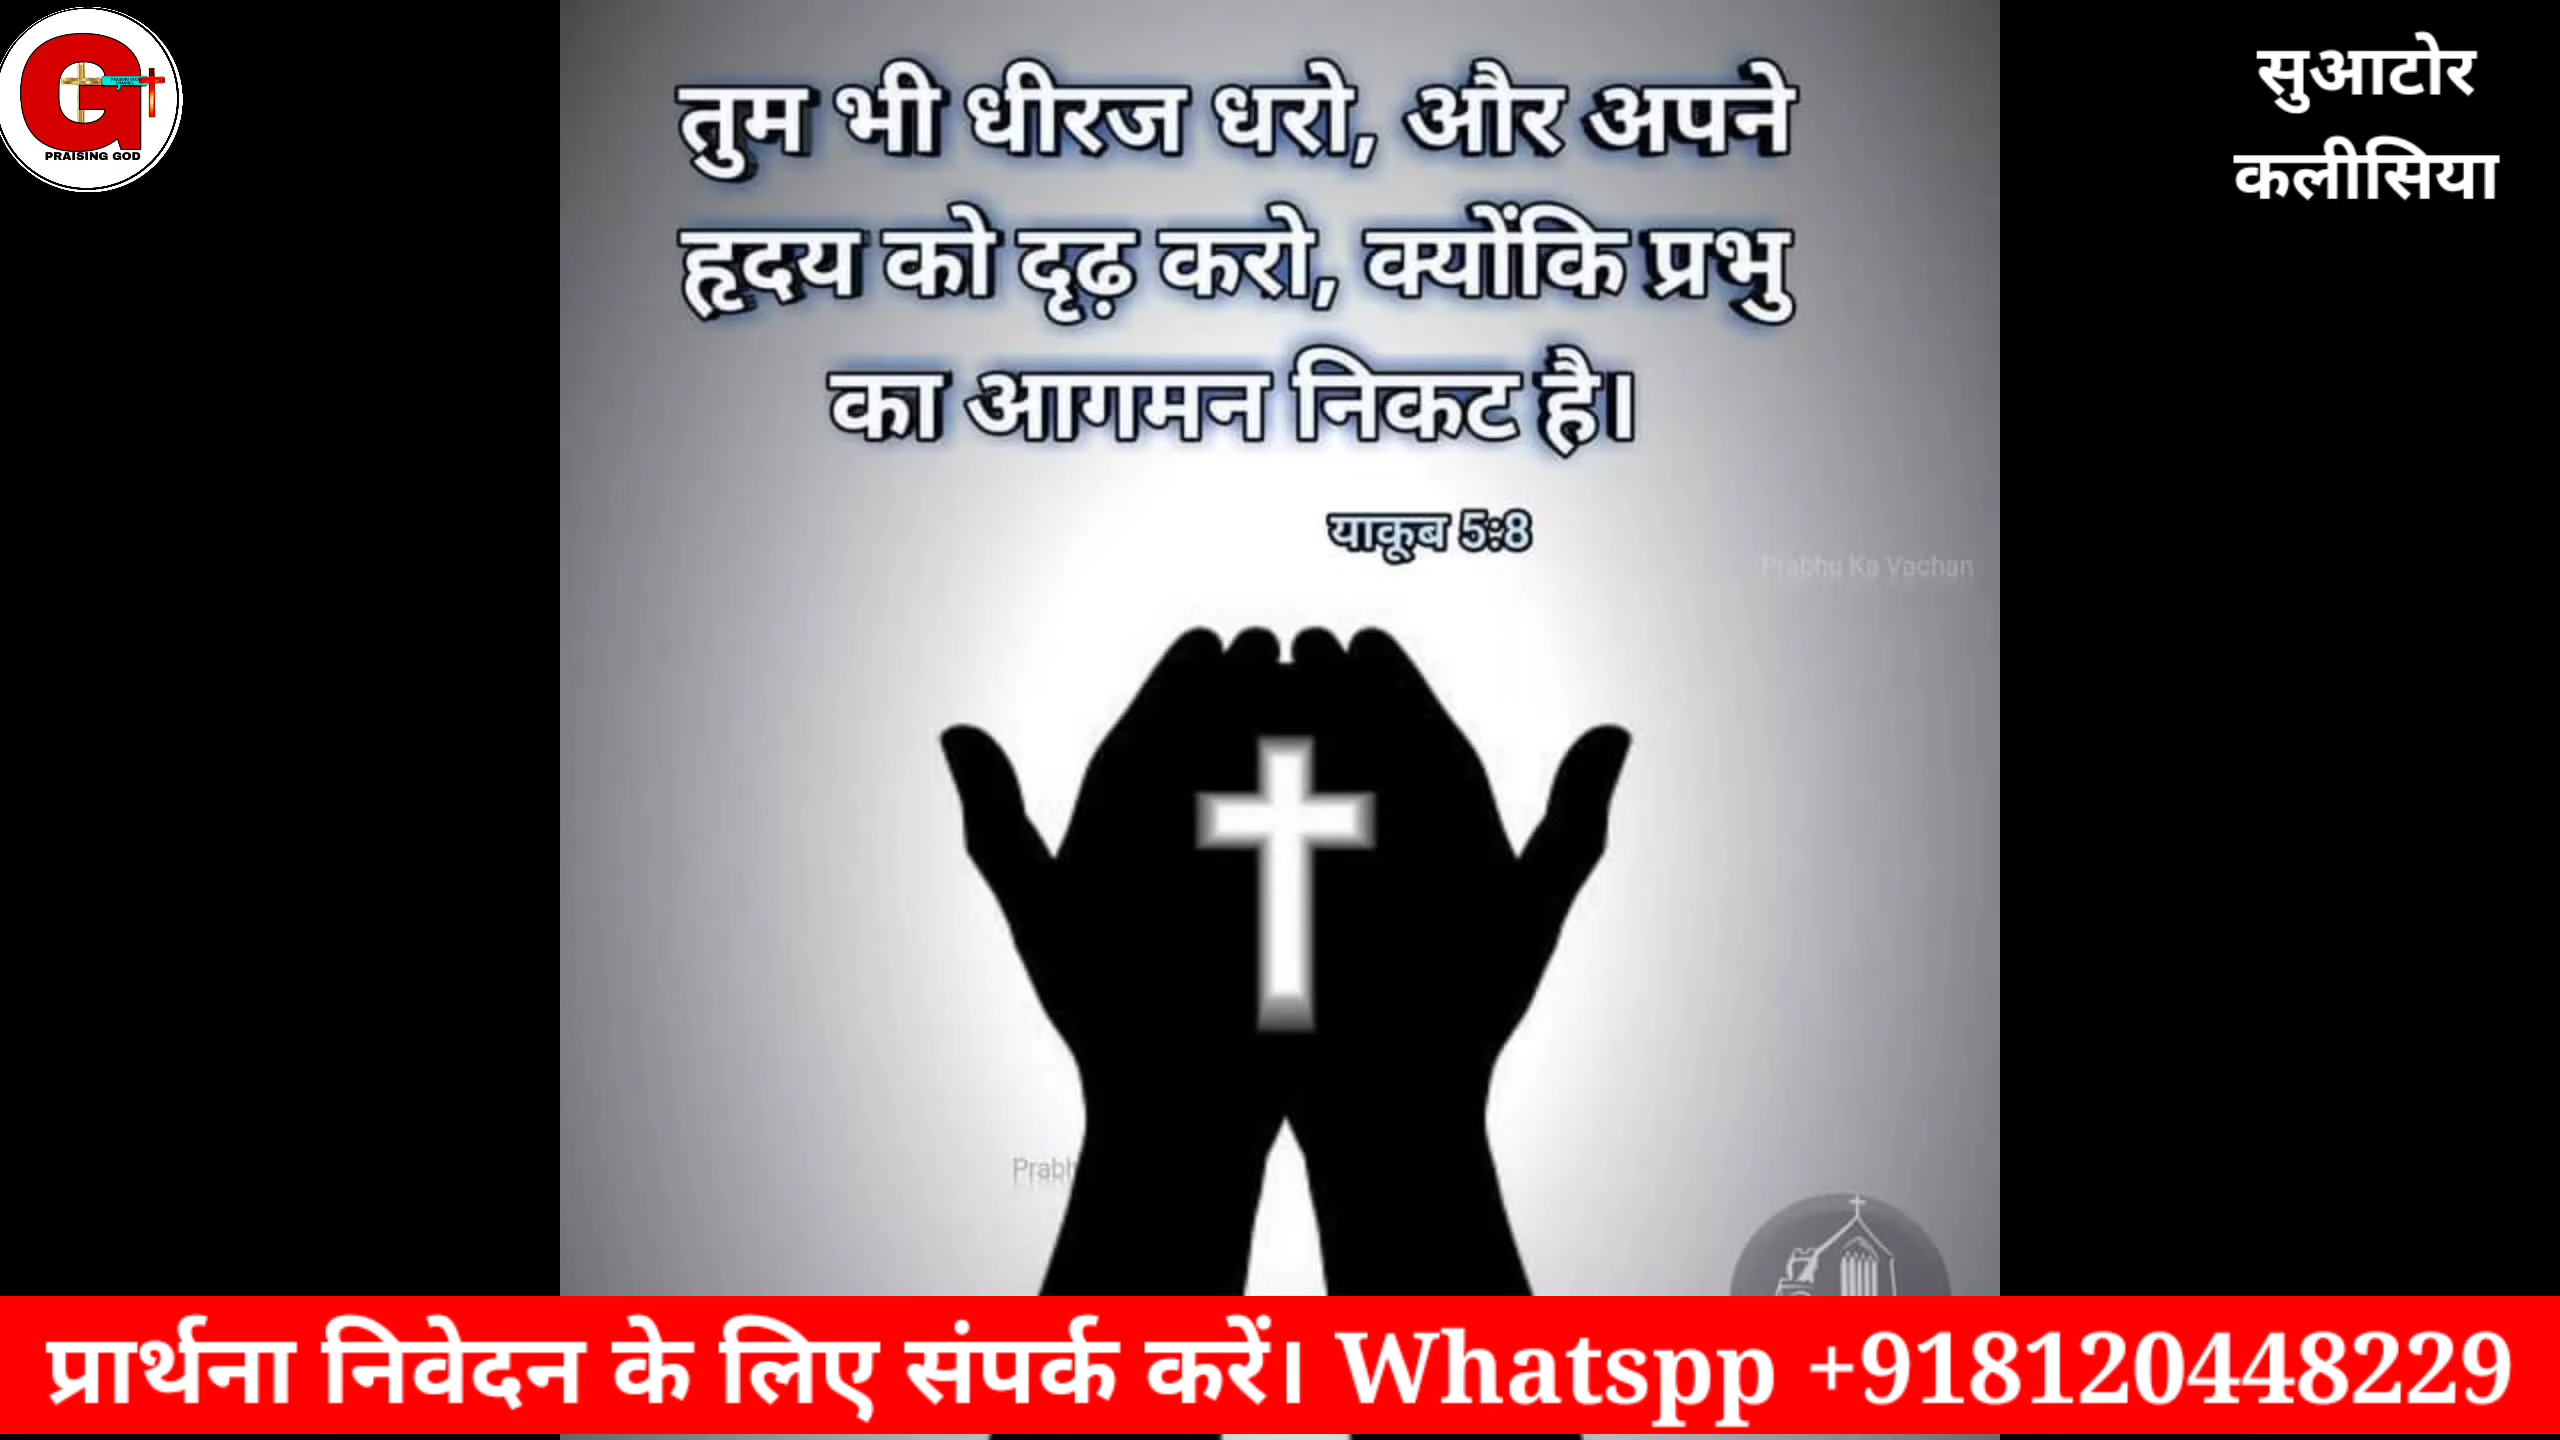 PRAISING GOD
सुआटोर
कलीसिया
तुम भी धीरज धरो, और अपने
हृदय को दृढ़ करो, क्योंकि प्रभु
का आगमन निकट है।
याकूब 5:8
Prabhu Ka Vachan
Prabh
प्रार्थना निवेदन के लिए संपर्क करें। Whatspp +918120448229